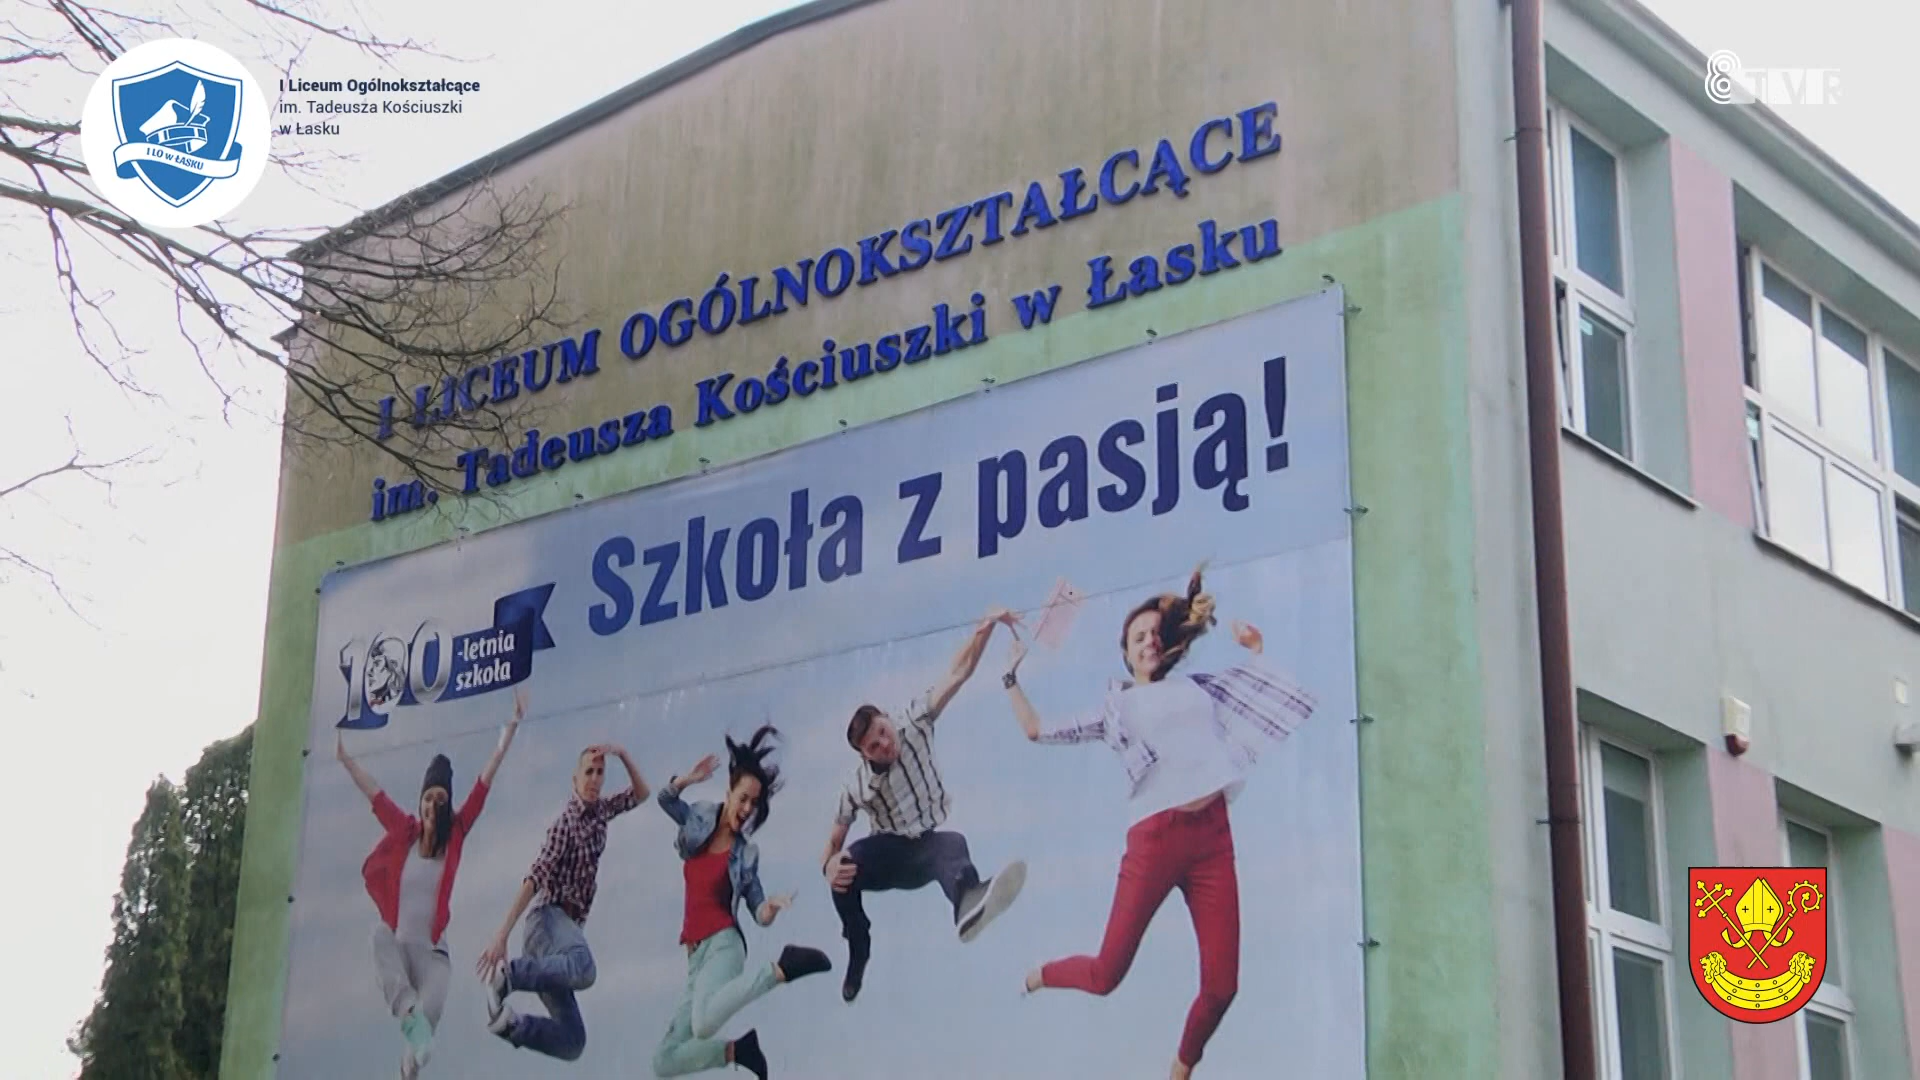 I Liceum Ogólnokształcące
im. Tadeusza Kościuszki
w Łasku
I LO w ŁASKU
TVR
I LICEUM OGÓLNOKSZTAŁCĄCE
im. Tadeusza Kościuszki w Łasku
Szkoła z pasją!
100-letnia
szkoła